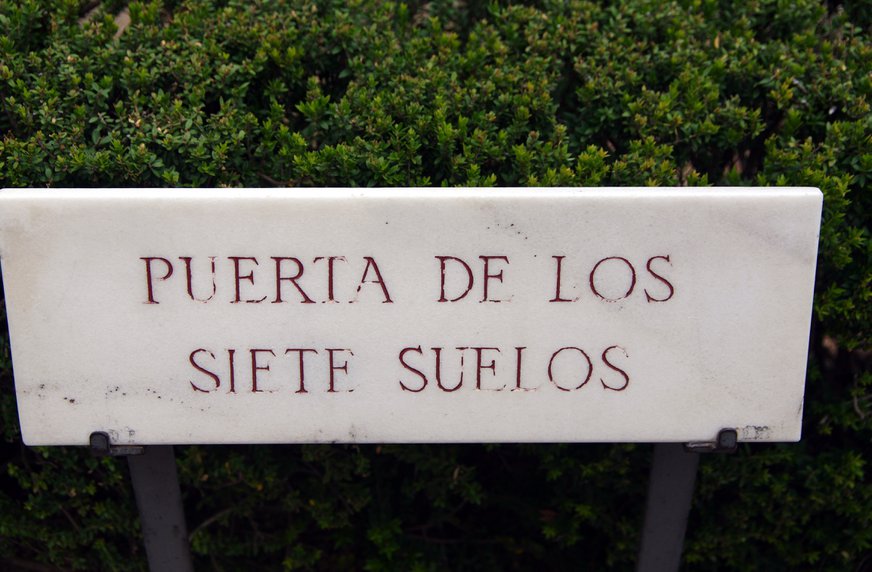 PUERTA DE LOS
SIETE SUELOS